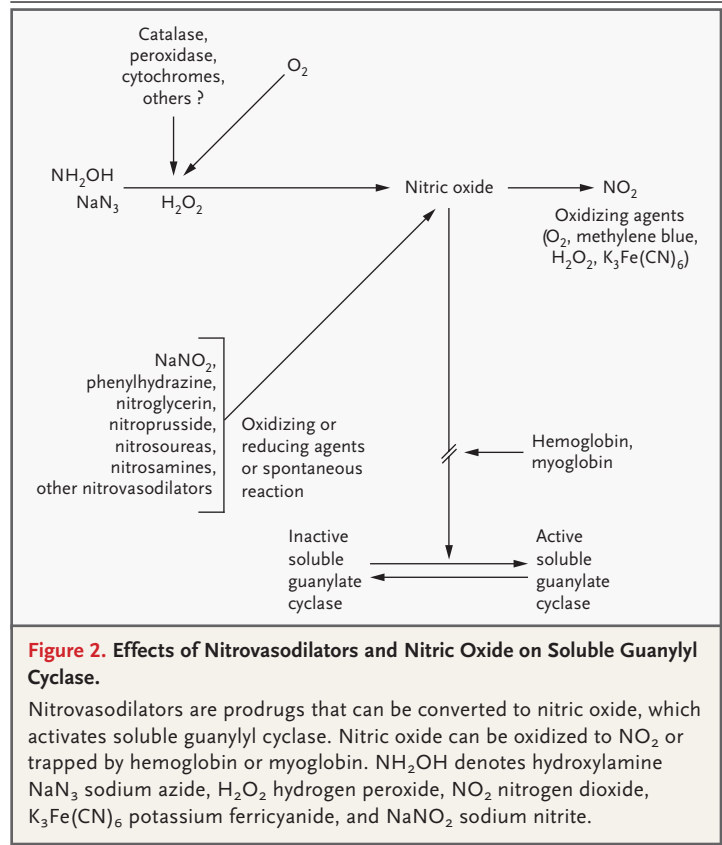 Catalase,
peroxidase,
cytochromes,
others ?
O₂
NH₂OH
NaN₃
H₂O₂
Nitric oxide
NO₂
Oxidizing agents
(O₂, methylene blue,
H₂O₂, K₃Fe(CN)₆)
NaNO₂,
phenylhydrazine,
nitroglycerin,
nitroprusside,
nitrosoureas,
nitrosamines,
other nitrovasodilators
Oxidizing or
reducing agents
or spontaneous
reaction
Hemoglobin,
myoglobin
Inactive
soluble
guanylate
cyclase
Active
soluble
guanylate
cyclase
Figure 2. Effects of Nitrovasodilators and Nitric Oxide on Soluble Guanylyl
Cyclase.
Nitrovasodilators are prodrugs that can be converted to nitric oxide, which
activates soluble guanylyl cyclase. Nitric oxide can be oxidized to NO₂ or
trapped by hemoglobin or myoglobin. NH₂OH denotes hydroxylamine
NaN₃ sodium azide, H₂O₂ hydrogen peroxide, NO₂ nitrogen dioxide,
K₃Fe(CN)₆ potassium ferricyanide, and NaNO₂ sodium nitrite.